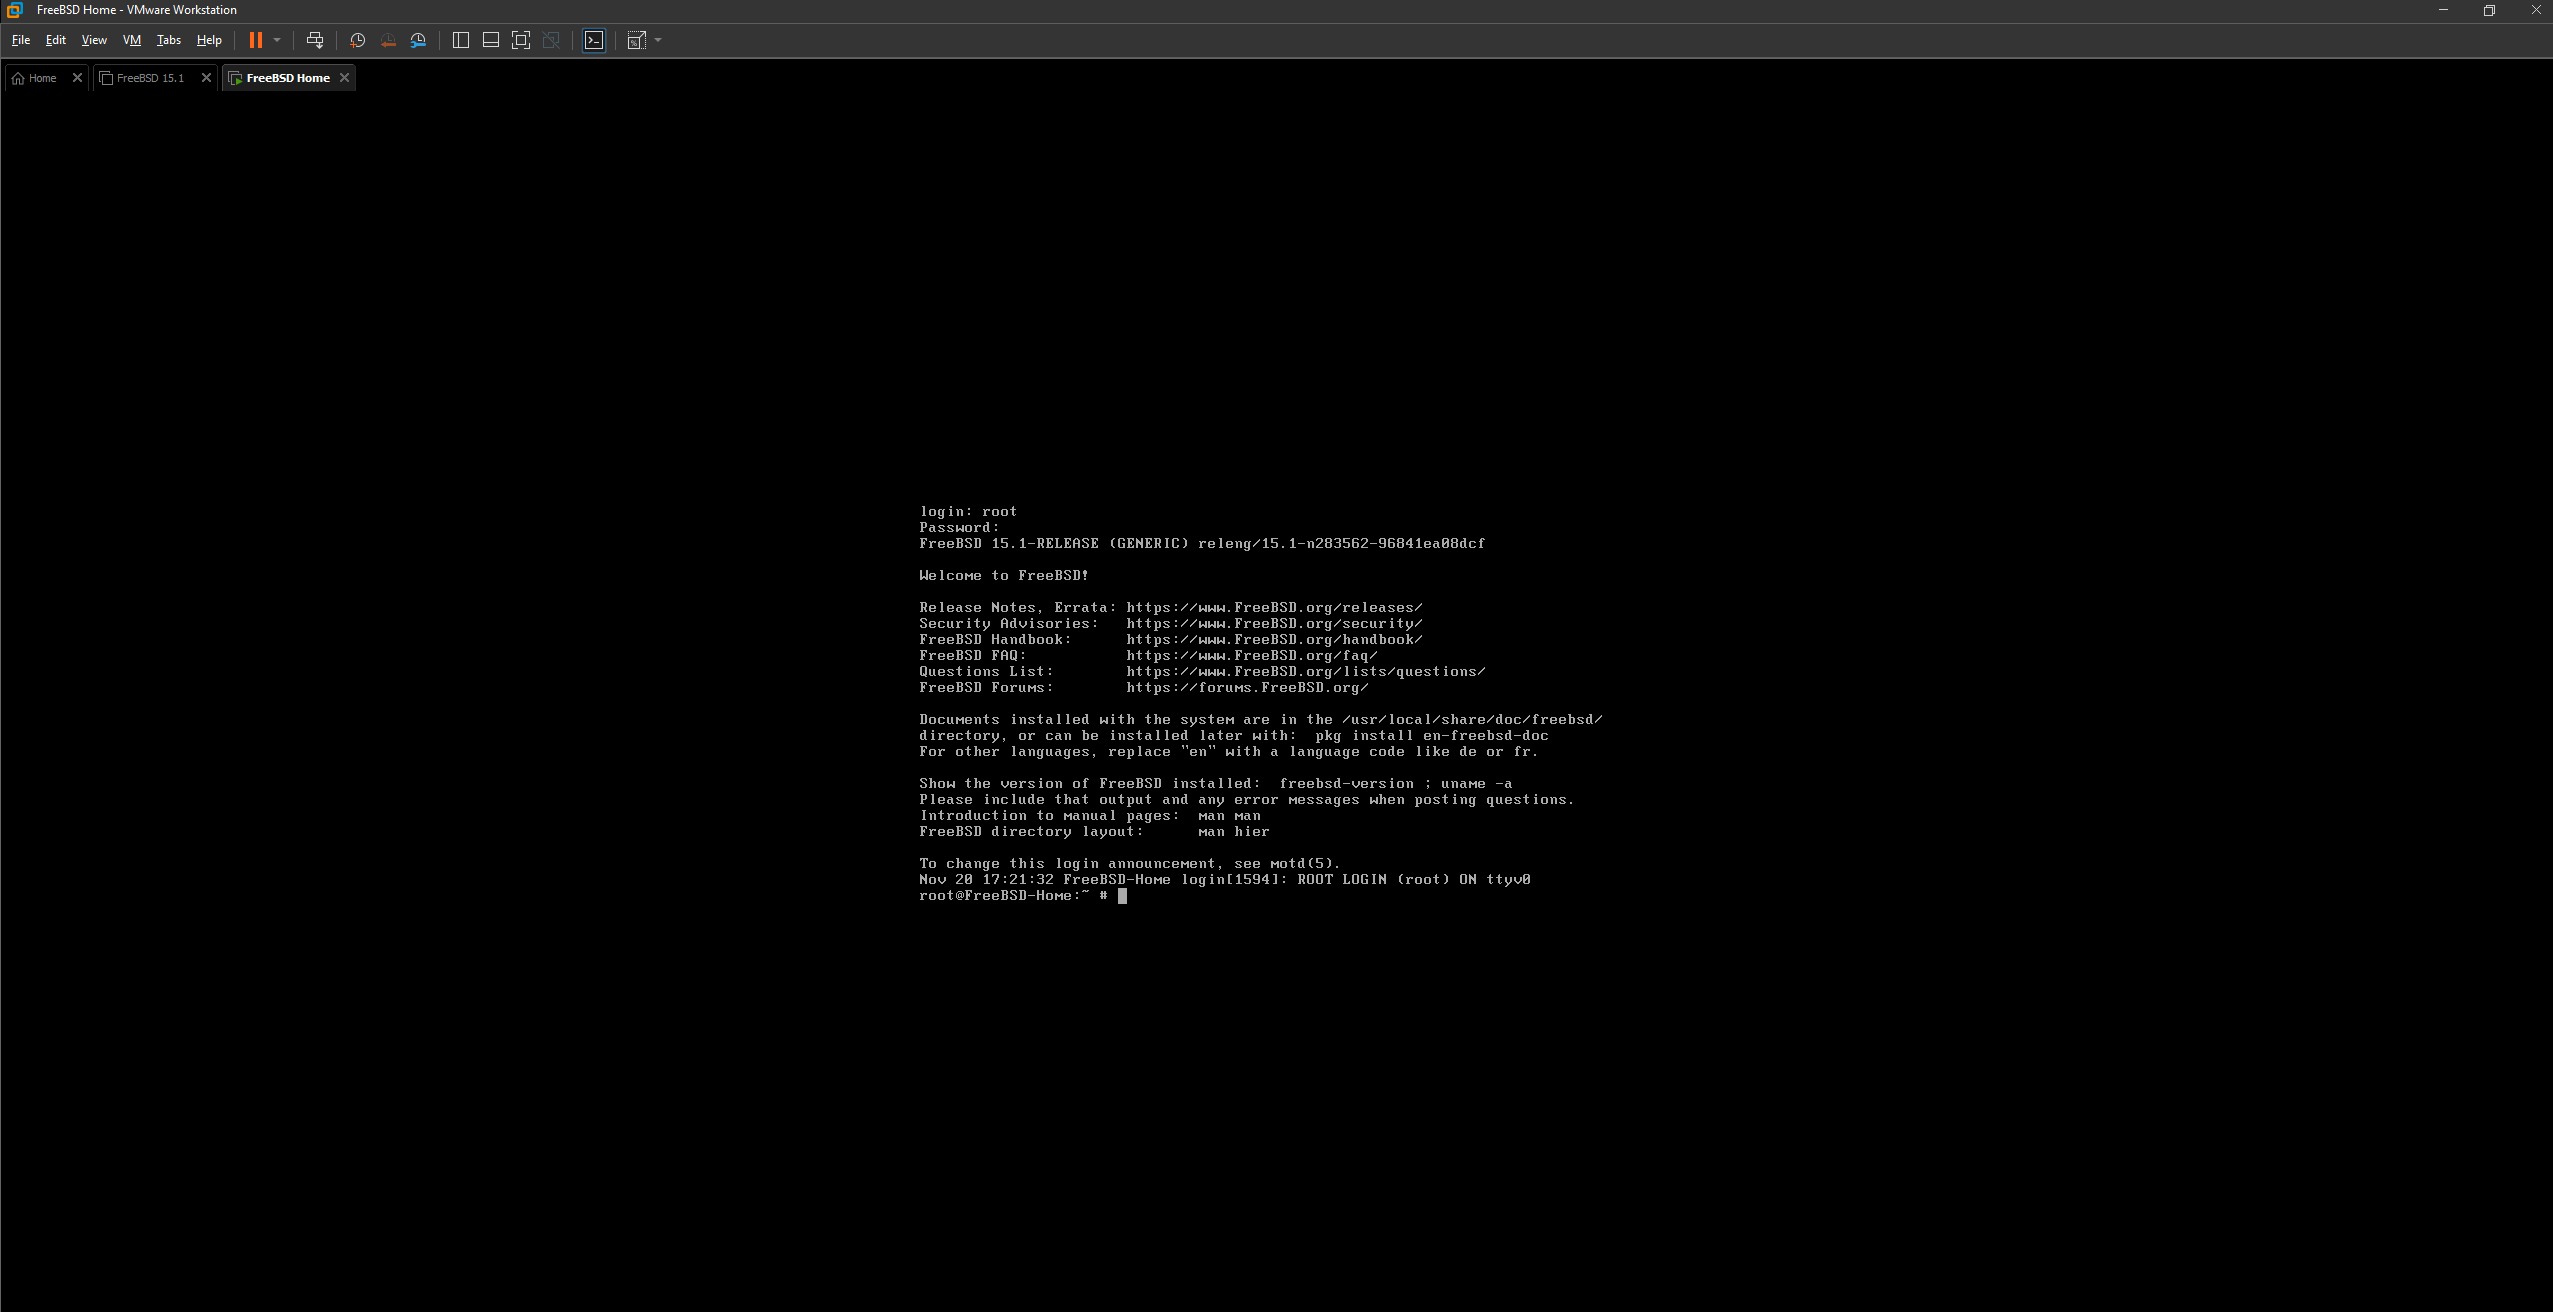 FreeBSD Home - VMware Workstation
File Edit View VM Tabs Help
Home FreeBSD 15.1 FreeBSD Home
login: root
Password:
FreeBSD 15.1-RELEASE (GENERIC) releng/15.1-n283562-96841ea08dcf
Welcome to FreeBSD!
Release Notes, Errata: https://www.FreeBSD.org/releases/
Security Advisories:   https://www.FreeBSD.org/security/
FreeBSD Handbook:      https://www.FreeBSD.org/handbook/
FreeBSD FAQ:           https://www.FreeBSD.org/faq/
Questions List:        https://www.FreeBSD.org/lists/questions/
FreeBSD Forums:        https://forums.FreeBSD.org/
Documents installed with the system are in the /usr/local/share/doc/freebsd/
directory, or can be installed later with:  pkg install en-freebsd-doc
For other languages, replace "en" with a language code like de or fr.
Show the version of FreeBSD installed:  freebsd-version ; uname -a
Please include that output and any error messages when posting questions.
Introduction to manual pages:  man man
FreeBSD directory layout:      man hier
To change this login announcement, see motd(5).
Nov 20 17:21:32 FreeBSD-Home login[1594]: ROOT LOGIN (root) ON ttyv0
root@FreeBSD-Home:~ #